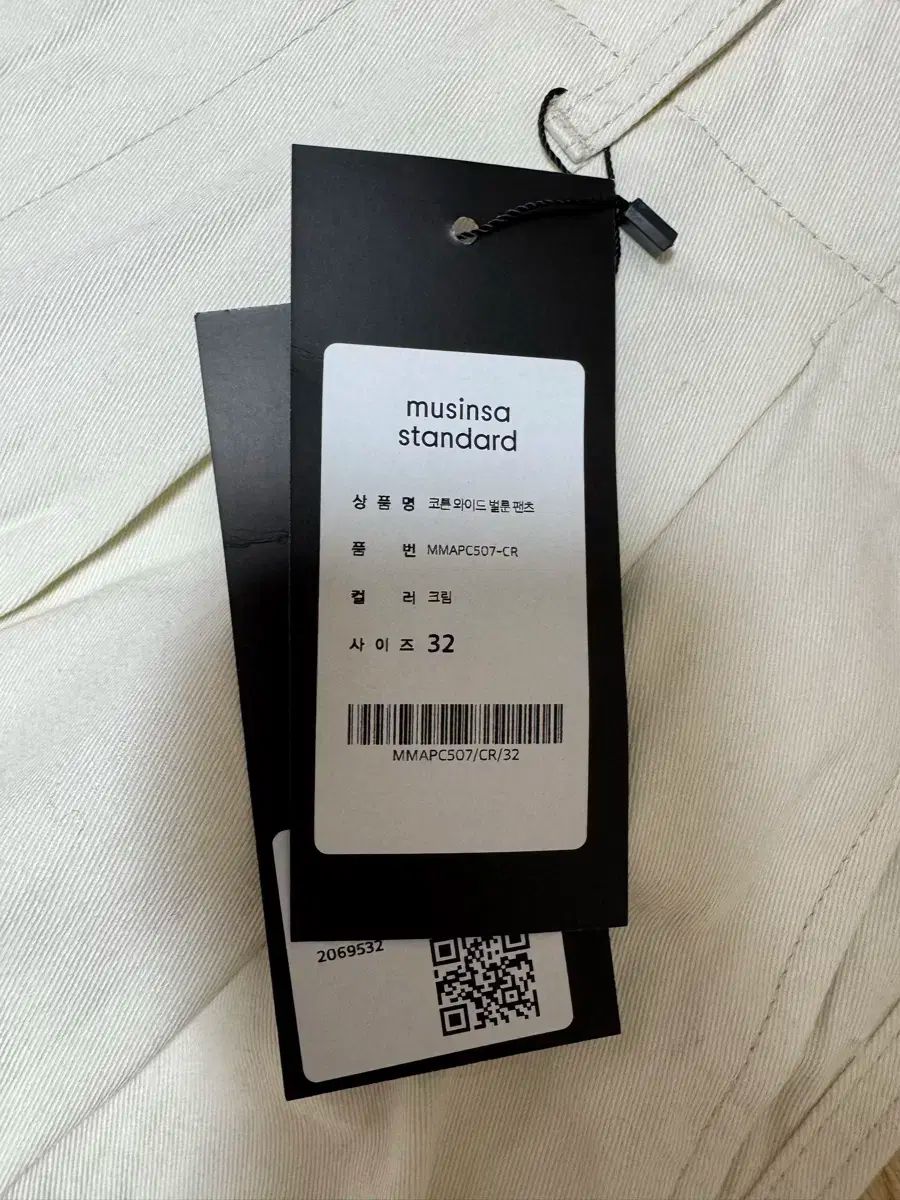 musinsa
standard
상 품 명 코튼 와이드 벌룬 팬츠
품 번 MMAPC507-CR
컬 러 크림
사 이 즈 32
MMAPC507/CR/32
2069532